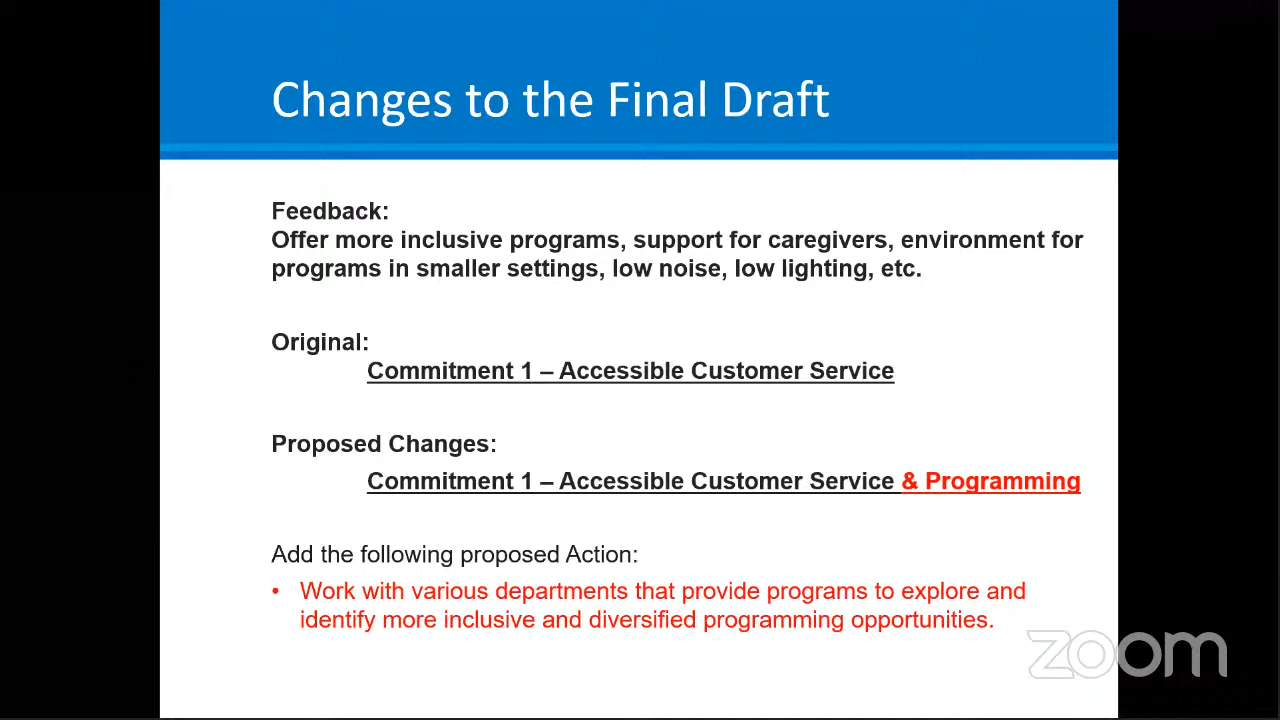 Changes to the Final Draft
Feedback:
Offer more inclusive programs, support for caregivers, environment for
programs in smaller settings, low noise, low lighting, etc.
Original:
Commitment 1 – Accessible Customer Service
Proposed Changes:
Commitment 1 – Accessible Customer Service & Programming
Add the following proposed Action:
• Work with various departments that provide programs to explore and
identify more inclusive and diversified programming opportunities.
zoom